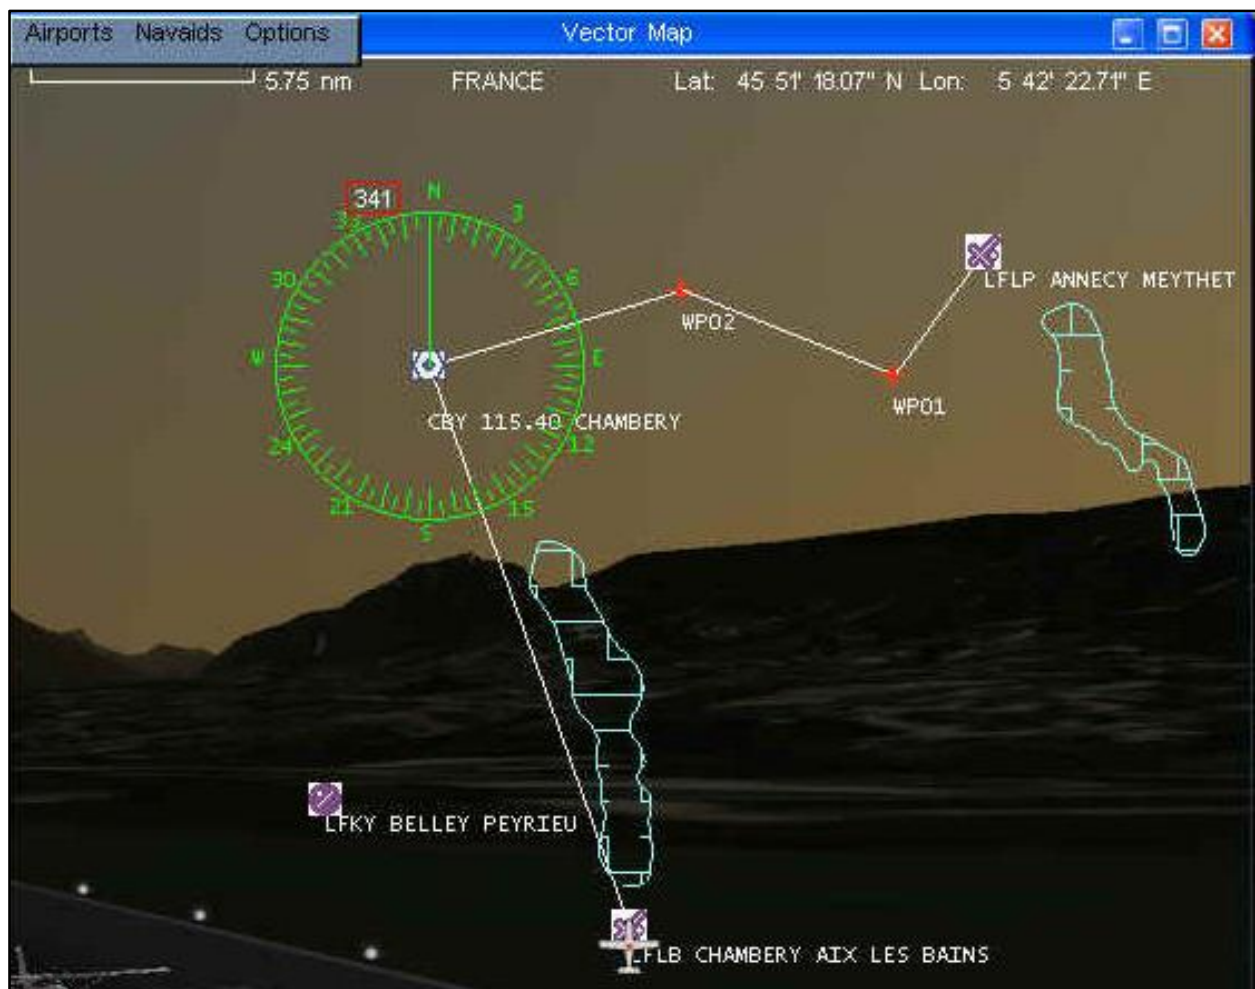 Airports Navaids Options Vector Map
5.75 nm FRANCE Lat: 45 51' 18.07" N Lon: 5 42' 22.71" E
341
N
33 3
30 6
LFLP ANNECY MEYTHET
WPO2
W E
WPO1
CBY 115.40 CHAMBERY
24 12
21 15
S
LFKY BELLEY PEYRIEU
LFLB CHAMBERY AIX LES BAINS